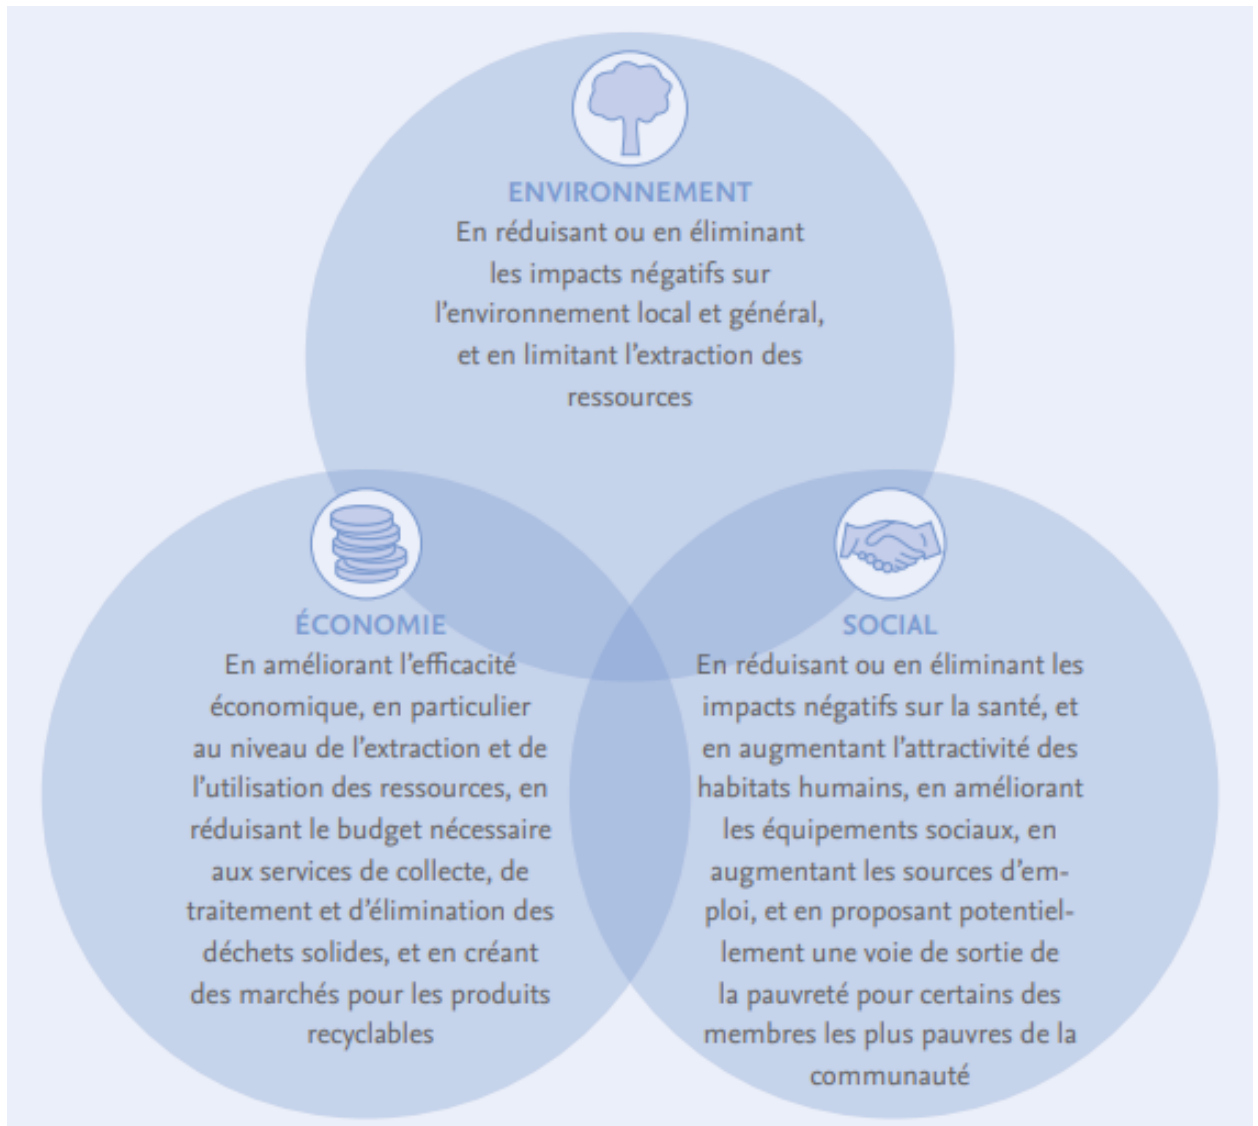 ENVIRONNEMENT
En réduisant ou en éliminant
les impacts négatifs sur
l’environnement local et général,
et en limitant l’extraction des
ressources
ÉCONOMIE
En améliorant l’efficacité
économique, en particulier
au niveau de l’extraction et de
l’utilisation des ressources, en
réduisant le budget nécessaire
aux services de collecte, de
traitement et d’élimination des
déchets solides, et en créant
des marchés pour les produits
recyclables
SOCIAL
En réduisant ou en éliminant les
impacts négatifs sur la santé, et
en augmentant l’attractivité des
habitats humains, en améliorant
les équipements sociaux, en
augmentant les sources d’em-
ploi, et en proposant potentiel-
lement une voie de sortie de
la pauvreté pour certains des
membres les plus pauvres de la
communauté